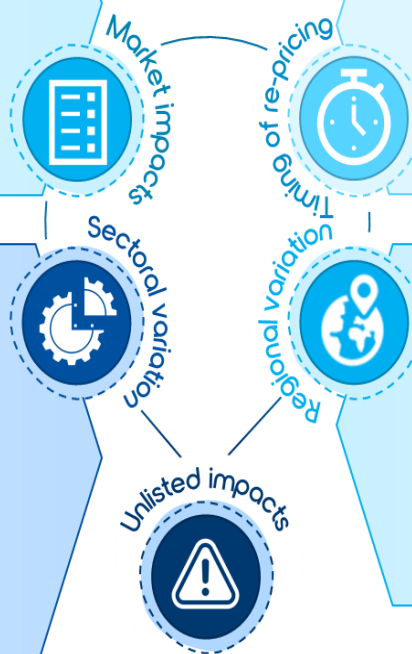 Market impacts
Timing of re-pricing
Sectoral variation
Regional variation
Unlisted impacts